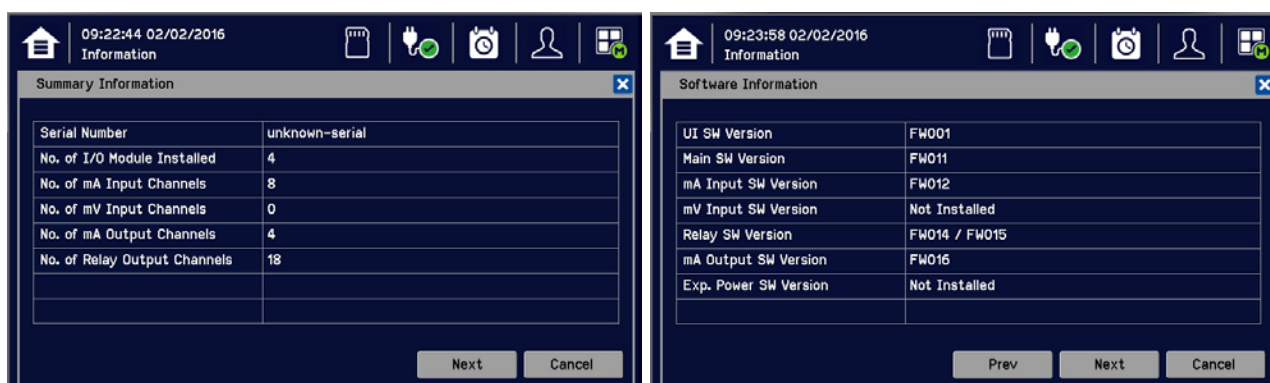 09:22:44 02/02/2016
Information
Summary Information
Serial Number unknown-serial
No. of I/O Module Installed 4
No. of mA Input Channels 8
No. of mV Input Channels 0
No. of mA Output Channels 4
No. of Relay Output Channels 18
Next Cancel
09:23:58 02/02/2016
Information
Software Information
UI SW Version FW001
Main SW Version FW011
mA Input SW Version FW012
mV Input SW Version Not Installed
Relay SW Version FW014 / FW015
mA Output SW Version FW016
Exp. Power SW Version Not Installed
Prev Next Cancel